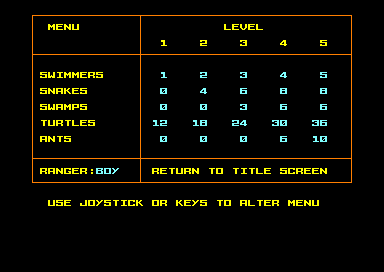 MENU LEVEL
1 2 3 4 5
SWIMMERS 1 2 3 4 5
SNAKES 0 4 6 8 8
SWAMPS 0 0 3 6 6
TURTLES 12 18 24 30 36
ANTS 0 0 0 6 10
RANGER:BOY RETURN TO TITLE SCREEN
USE JOYSTICK OR KEYS TO ALTER MENU